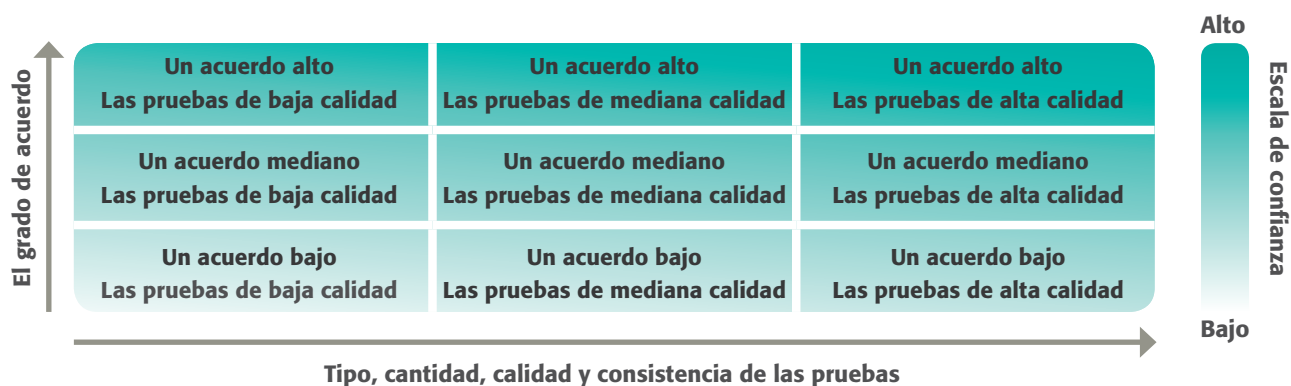 Alto
Un acuerdo alto
Las pruebas de baja calidad
Un acuerdo alto
Las pruebas de mediana calidad
Un acuerdo alto
Las pruebas de alta calidad
Un acuerdo mediano
Las pruebas de baja calidad
Un acuerdo mediano
Las pruebas de mediana calidad
Un acuerdo mediano
Las pruebas de alta calidad
Un acuerdo bajo
Las pruebas de baja calidad
Un acuerdo bajo
Las pruebas de mediana calidad
Un acuerdo bajo
Las pruebas de alta calidad
El grado de acuerdo
Escala de confianza
Bajo
Tipo, cantidad, calidad y consistencia de las pruebas